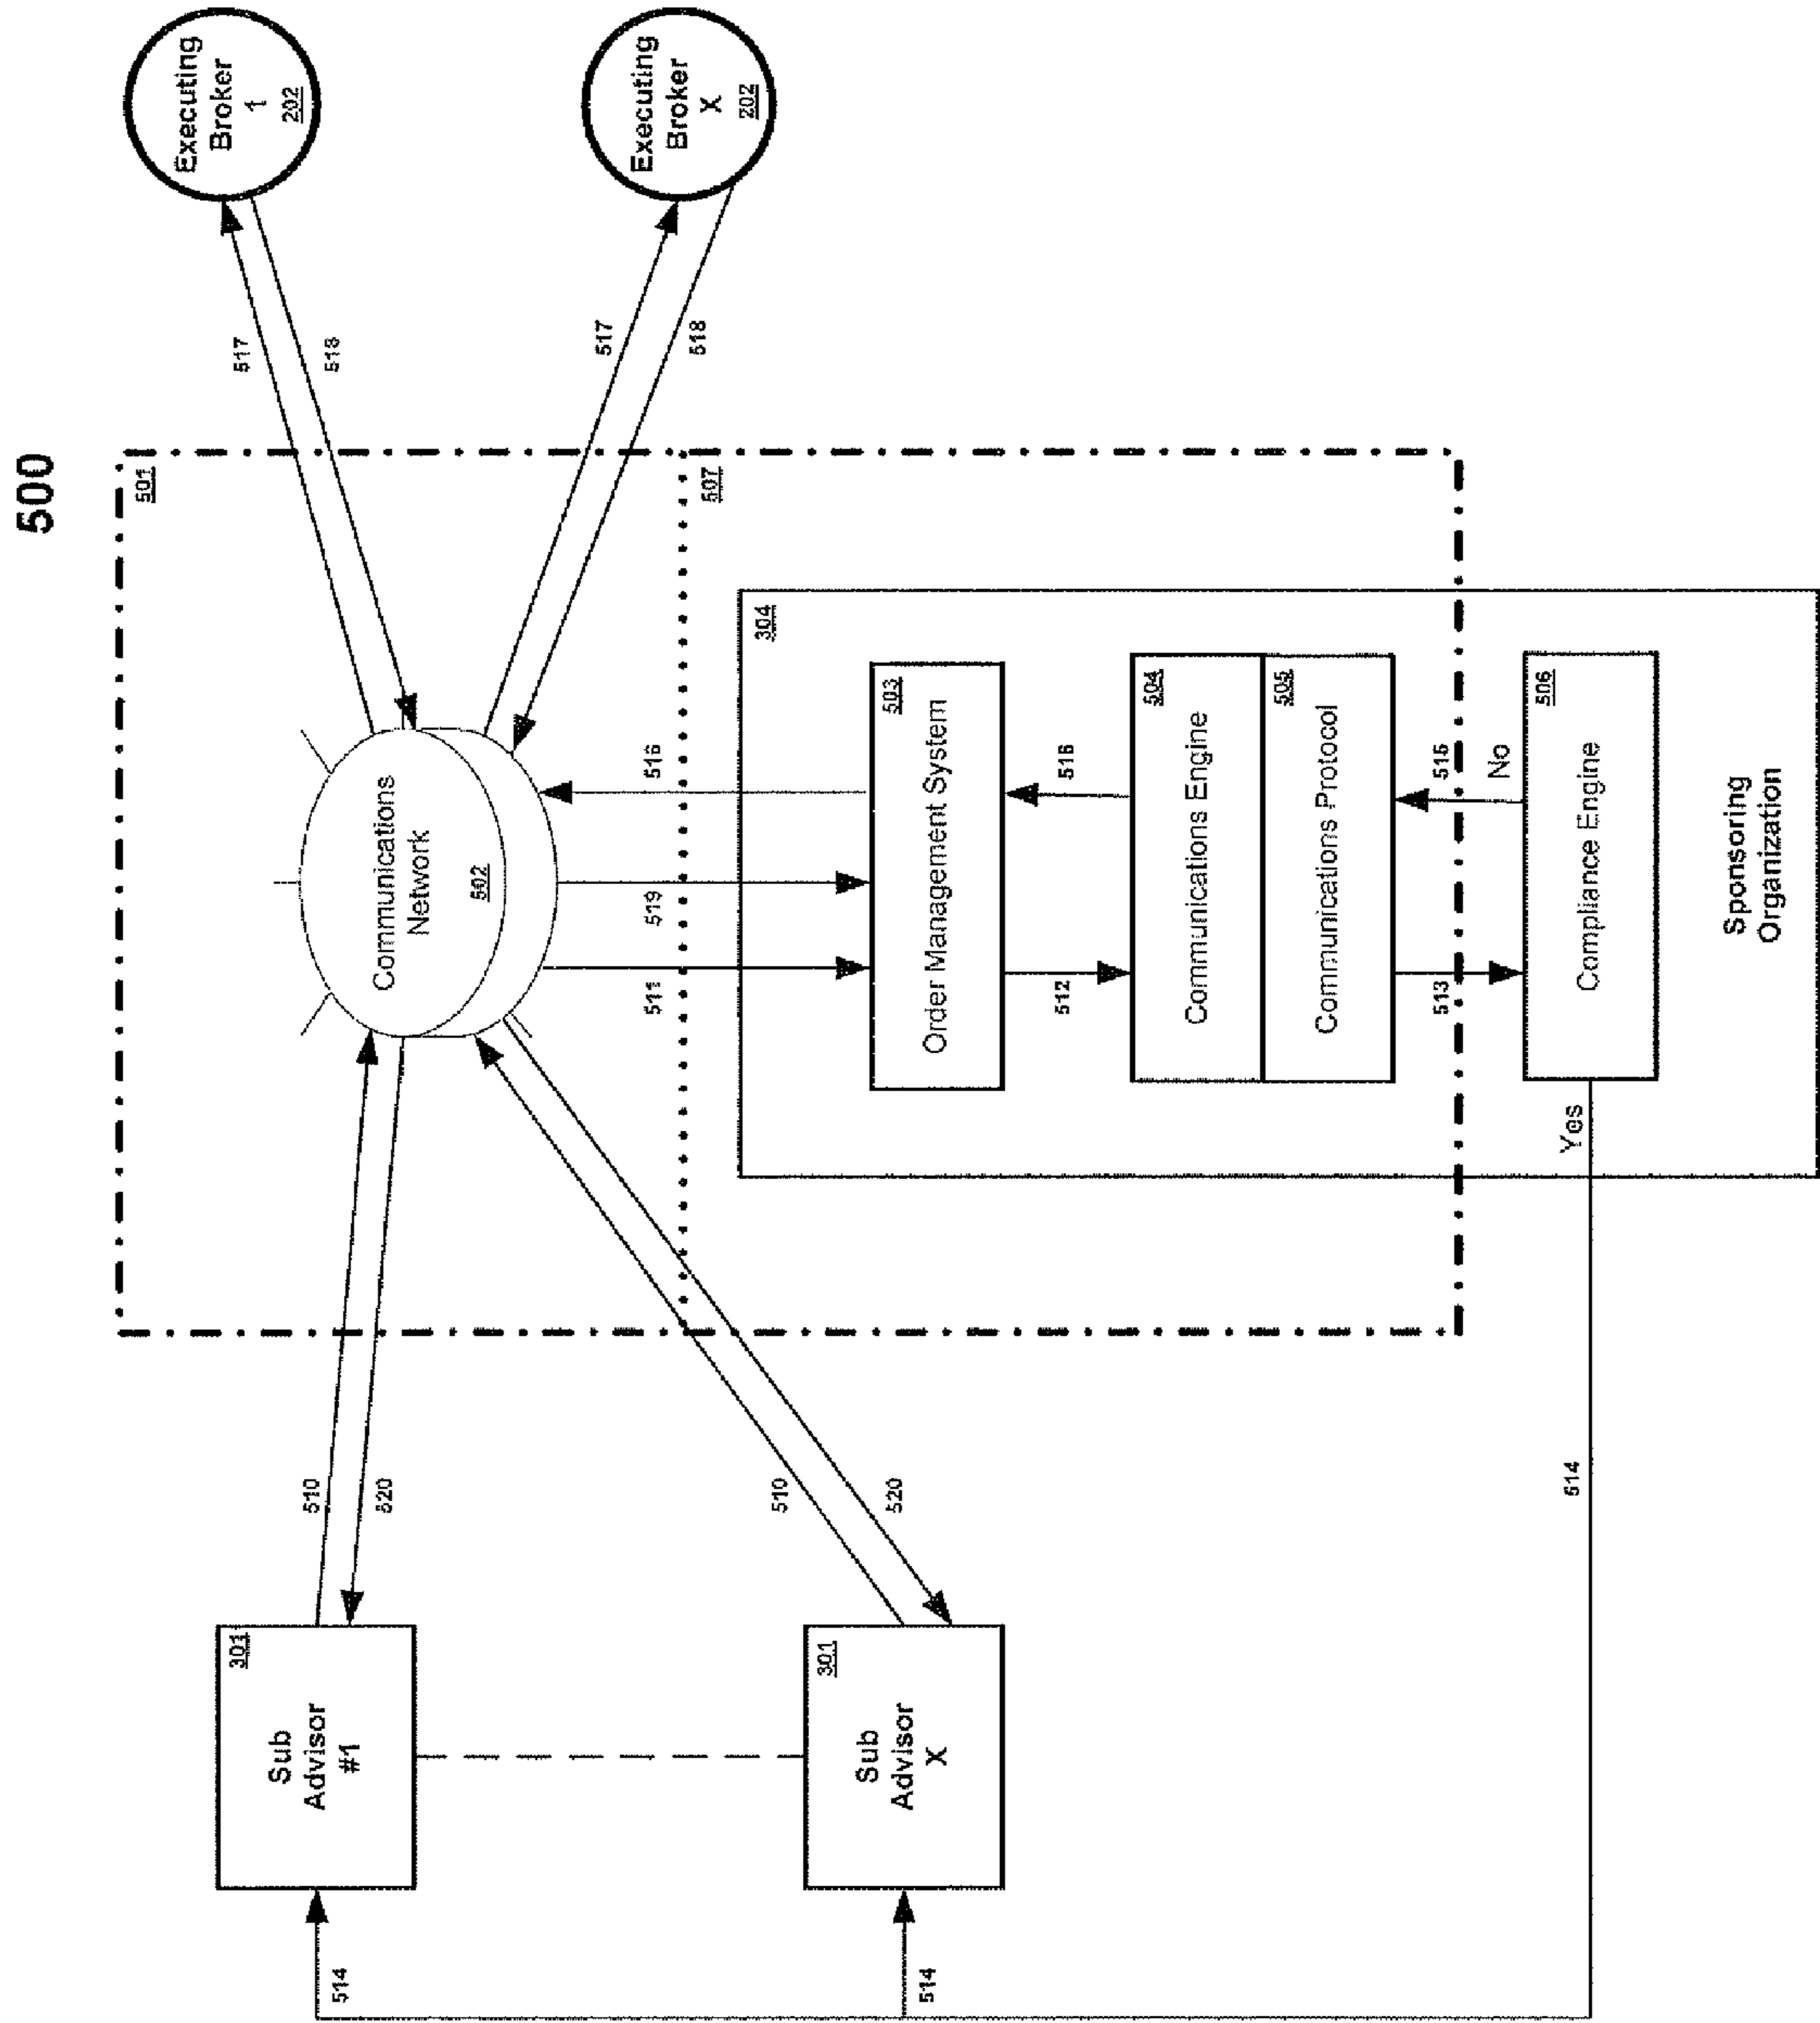 500
Executing
Broker
1
202
Executing
Broker
X
202
517
518
517
518
501
507
Communications
Network
502
510
520
510
520
301
Sub
Advisor
#1
301
Sub
Advisor
X
514
514
514
511
519
516
304
503
Order Management System
512
516
504
Communications Engine
505
Communications Protocol
513
515
No
Yes
506
Compliance Engine
Sponsoring
Organization